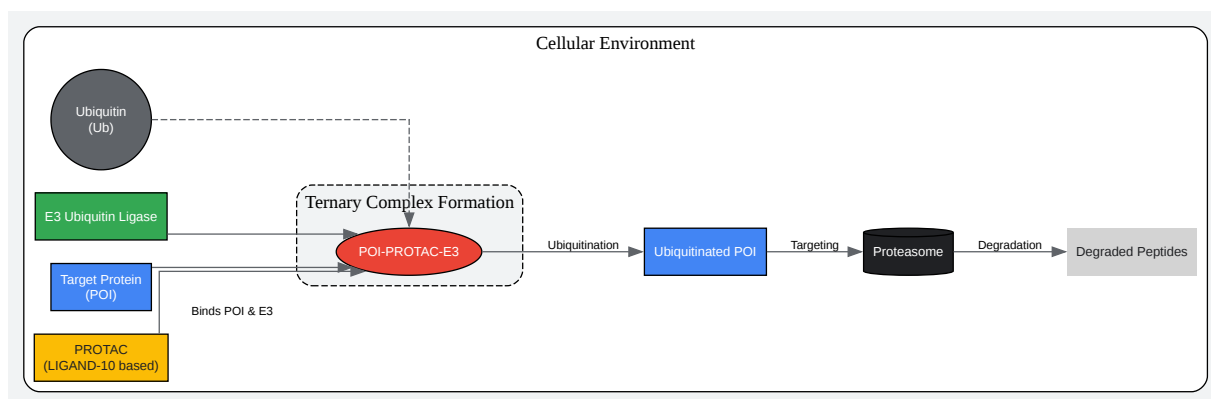 Cellular Environment
Ubiquitin
(Ub)
E3 Ubiquitin Ligase
Target Protein
(POI)
PROTAC
(LIGAND-10 based)
Binds POI & E3
Ternary Complex Formation
POI-PROTAC-E3
Ubiquitination
Ubiquitinated POI
Targeting
Proteasome
Degradation
Degraded Peptides